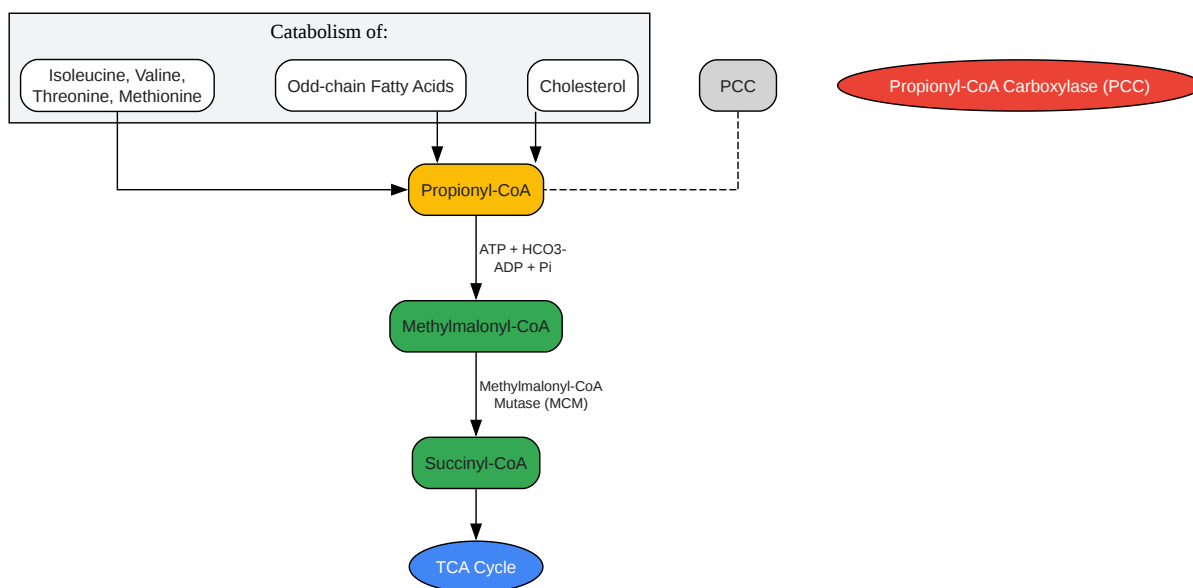 Catabolism of:
Isoleucine, Valine,
Threonine, Methionine
Odd-chain Fatty Acids
Cholesterol
PCC
Propionyl-CoA Carboxylase (PCC)
Propionyl-CoA
ATP + HCO3-
ADP + Pi
Methylmalonyl-CoA
Methylmalonyl-CoA
Mutase (MCM)
Succinyl-CoA
TCA Cycle